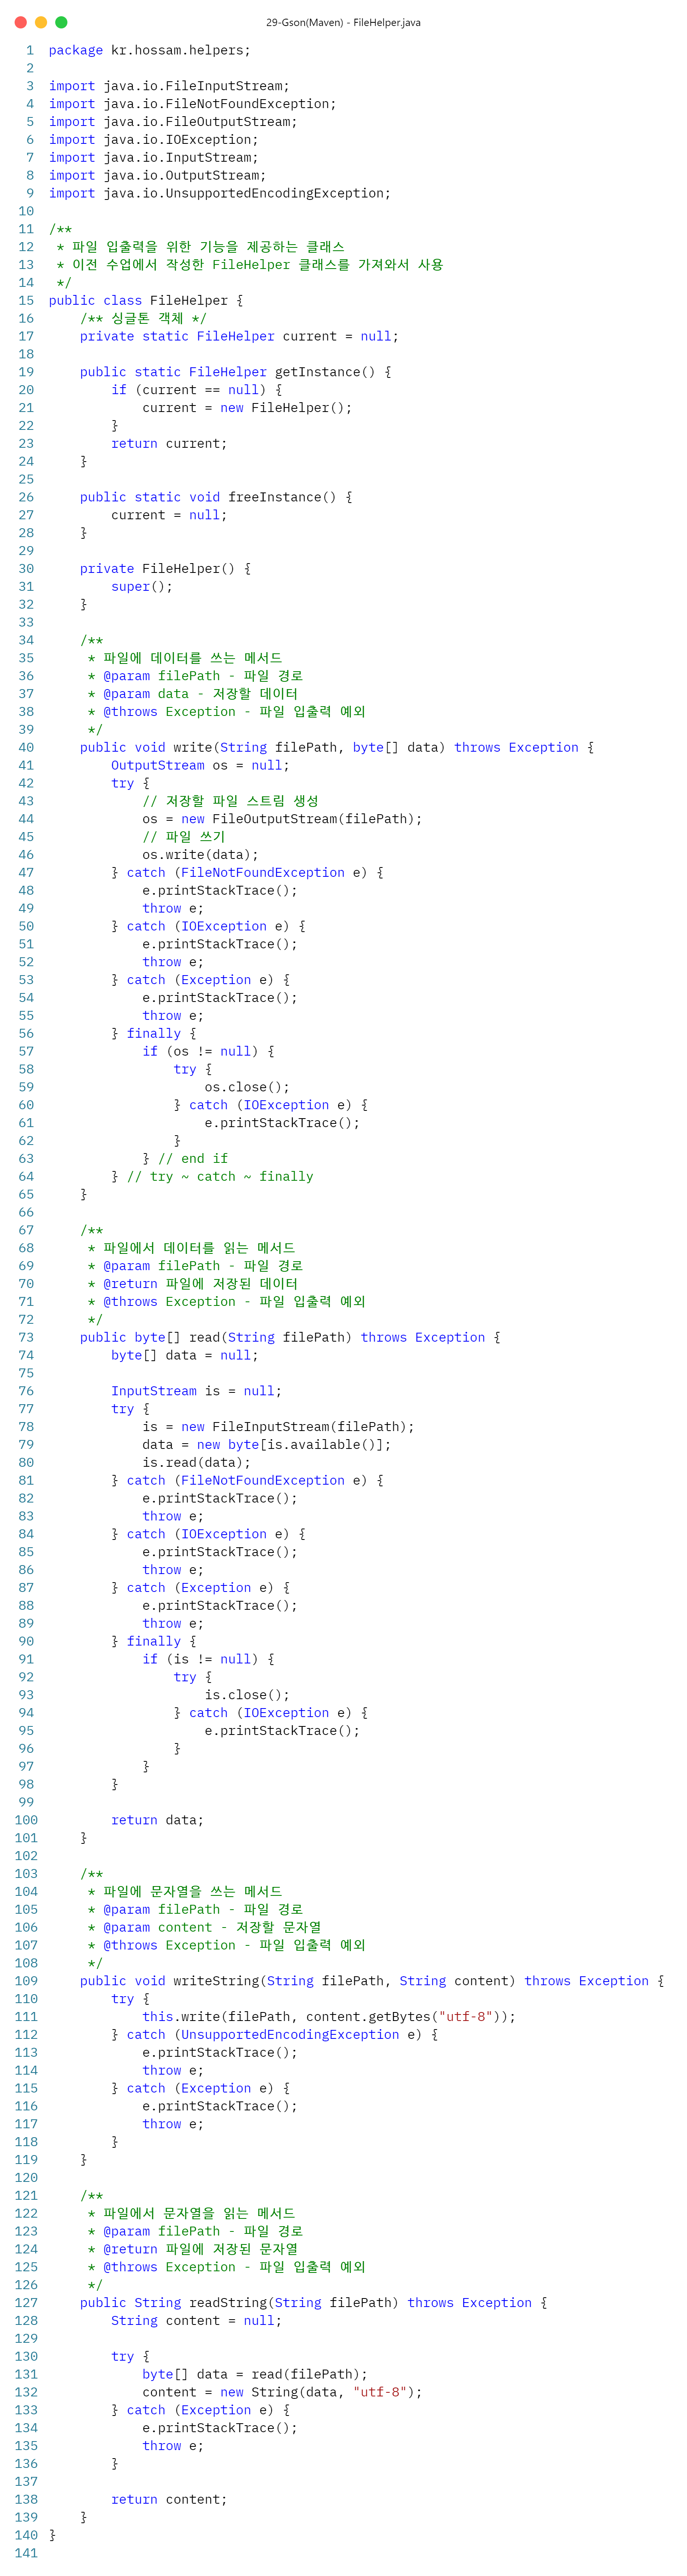 29-Gson(Maven) - FileHelper.java
1 package kr.hossam.helpers;
2
3 import java.io.FileInputStream;
4 import java.io.FileNotFoundException;
5 import java.io.FileOutputStream;
6 import java.io.IOException;
7 import java.io.InputStream;
8 import java.io.OutputStream;
9 import java.io.UnsupportedEncodingException;
10
11 /**
12  * 파일 입출력을 위한 기능을 제공하는 클래스
13  * 이전 수업에서 작성한 FileHelper 클래스를 가져와서 사용
14  */
15 public class FileHelper {
16     /** 싱글톤 객체 */
17     private static FileHelper current = null;
18
19     public static FileHelper getInstance() {
20         if (current == null) {
21             current = new FileHelper();
22         }
23         return current;
24     }
25
26     public static void freeInstance() {
27         current = null;
28     }
29
30     private FileHelper() {
31         super();
32     }
33
34     /**
35      * 파일에 데이터를 쓰는 메서드
36      * @param filePath - 파일 경로
37      * @param data - 저장할 데이터
38      * @throws Exception - 파일 입출력 예외
39      */
40     public void write(String filePath, byte[] data) throws Exception {
41         OutputStream os = null;
42         try {
43             // 저장할 파일 스트림 생성
44             os = new FileOutputStream(filePath);
45             // 파일 쓰기
46             os.write(data);
47         } catch (FileNotFoundException e) {
48             e.printStackTrace();
49             throw e;
50         } catch (IOException e) {
51             e.printStackTrace();
52             throw e;
53         } catch (Exception e) {
54             e.printStackTrace();
55             throw e;
56         } finally {
57             if (os != null) {
58                 try {
59                     os.close();
60                 } catch (IOException e) {
61                     e.printStackTrace();
62                 }
63             } // end if
64         } // try ~ catch ~ finally
65     }
66
67     /**
68      * 파일에서 데이터를 읽는 메서드
69      * @param filePath - 파일 경로
70      * @return 파일에 저장된 데이터
71      * @throws Exception - 파일 입출력 예외
72      */
73     public byte[] read(String filePath) throws Exception {
74         byte[] data = null;
75
76         InputStream is = null;
77         try {
78             is = new FileInputStream(filePath);
79             data = new byte[is.available()];
80             is.read(data);
81         } catch (FileNotFoundException e) {
82             e.printStackTrace();
83             throw e;
84         } catch (IOException e) {
85             e.printStackTrace();
86             throw e;
87         } catch (Exception e) {
88             e.printStackTrace();
89             throw e;
90         } finally {
91             if (is != null) {
92                 try {
93                     is.close();
94                 } catch (IOException e) {
95                     e.printStackTrace();
96                 }
97             }
98         }
99
100         return data;
101     }
102
103     /**
104      * 파일에 문자열을 쓰는 메서드
105      * @param filePath - 파일 경로
106      * @param content - 저장할 문자열
107      * @throws Exception - 파일 입출력 예외
108      */
109     public void writeString(String filePath, String content) throws Exception {
110         try {
111             this.write(filePath, content.getBytes("utf-8"));
112         } catch (UnsupportedEncodingException e) {
113             e.printStackTrace();
114             throw e;
115         } catch (Exception e) {
116             e.printStackTrace();
117             throw e;
118         }
119     }
120
121     /**
122      * 파일에서 문자열을 읽는 메서드
123      * @param filePath - 파일 경로
124      * @return 파일에 저장된 문자열
125      * @throws Exception - 파일 입출력 예외
126      */
127     public String readString(String filePath) throws Exception {
128         String content = null;
129
130         try {
131             byte[] data = read(filePath);
132             content = new String(data, "utf-8");
133         } catch (Exception e) {
134             e.printStackTrace();
135             throw e;
136         }
137
138         return content;
139     }
140 }
141